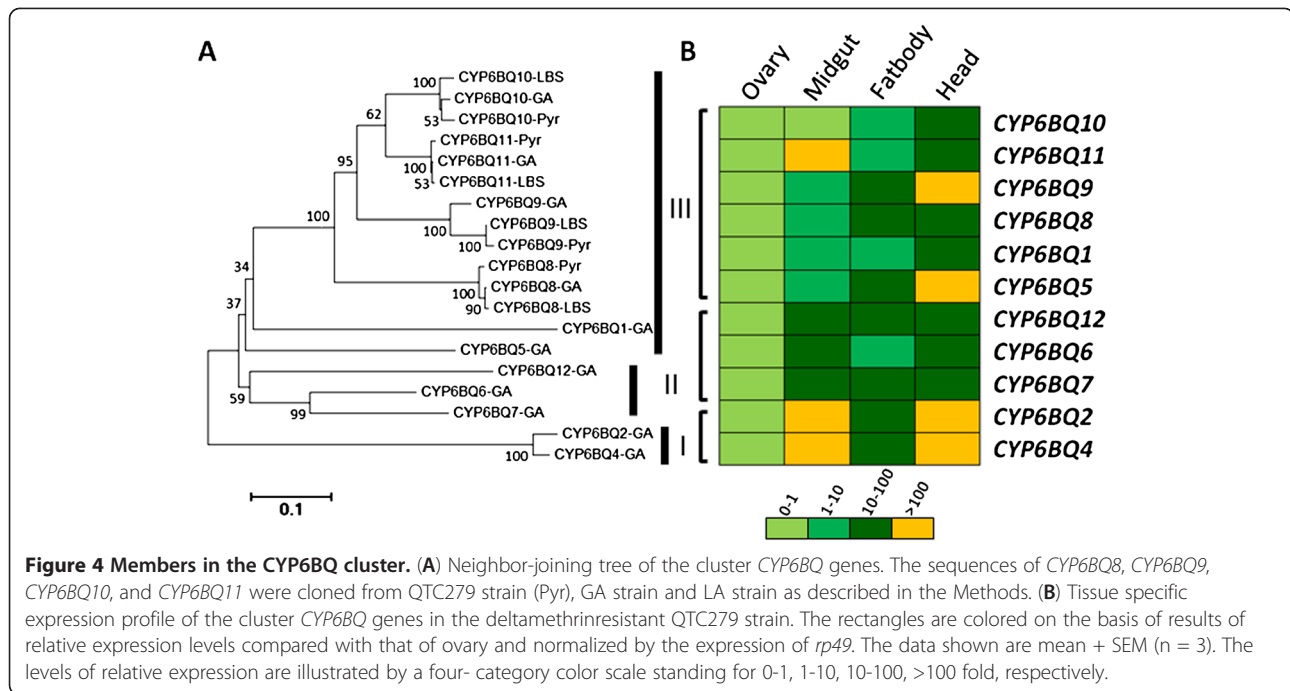 A
B
CYP6BQ10-LBS
CYP6BQ10-GA
CYP6BQ10-Pyr
CYP6BQ11-Pyr
CYP6BQ11-GA
CYP6BQ11-LBS
CYP6BQ9-GA
CYP6BQ9-LBS
CYP6BQ9-Pyr
CYP6BQ8-Pyr
CYP6BQ8-GA
CYP6BQ8-LBS
CYP6BQ1-GA
CYP6BQ5-GA
CYP6BQ12-GA
CYP6BQ6-GA
CYP6BQ7-GA
CYP6BQ2-GA
CYP6BQ4-GA
100
53
62
100
53
95
100
100
100
100
90
34
37
59
99
100
0.1
III
II
I
Ovary
Midgut
Fatbody
Head
CYP6BQ10
CYP6BQ11
CYP6BQ9
CYP6BQ8
CYP6BQ1
CYP6BQ5
CYP6BQ12
CYP6BQ6
CYP6BQ7
CYP6BQ2
CYP6BQ4
0-1
1-10
10-100
>100
Figure 4 Members in the CYP6BQ cluster. (A) Neighbor-joining tree of the cluster CYP6BQ genes. The sequences of CYP6BQ8, CYP6BQ9,
CYP6BQ10, and CYP6BQ11 were cloned from QTC279 strain (Pyr), GA strain and LA strain as described in the Methods. (B) Tissue specific
expression profile of the cluster CYP6BQ genes in the deltamethrinresistant QTC279 strain. The rectangles are colored on the basis of results of
relative expression levels compared with that of ovary and normalized by the expression of rp49. The data shown are mean + SEM (n = 3). The
levels of relative expression are illustrated by a four- category color scale standing for 0-1, 1-10, 10-100, >100 fold, respectively.